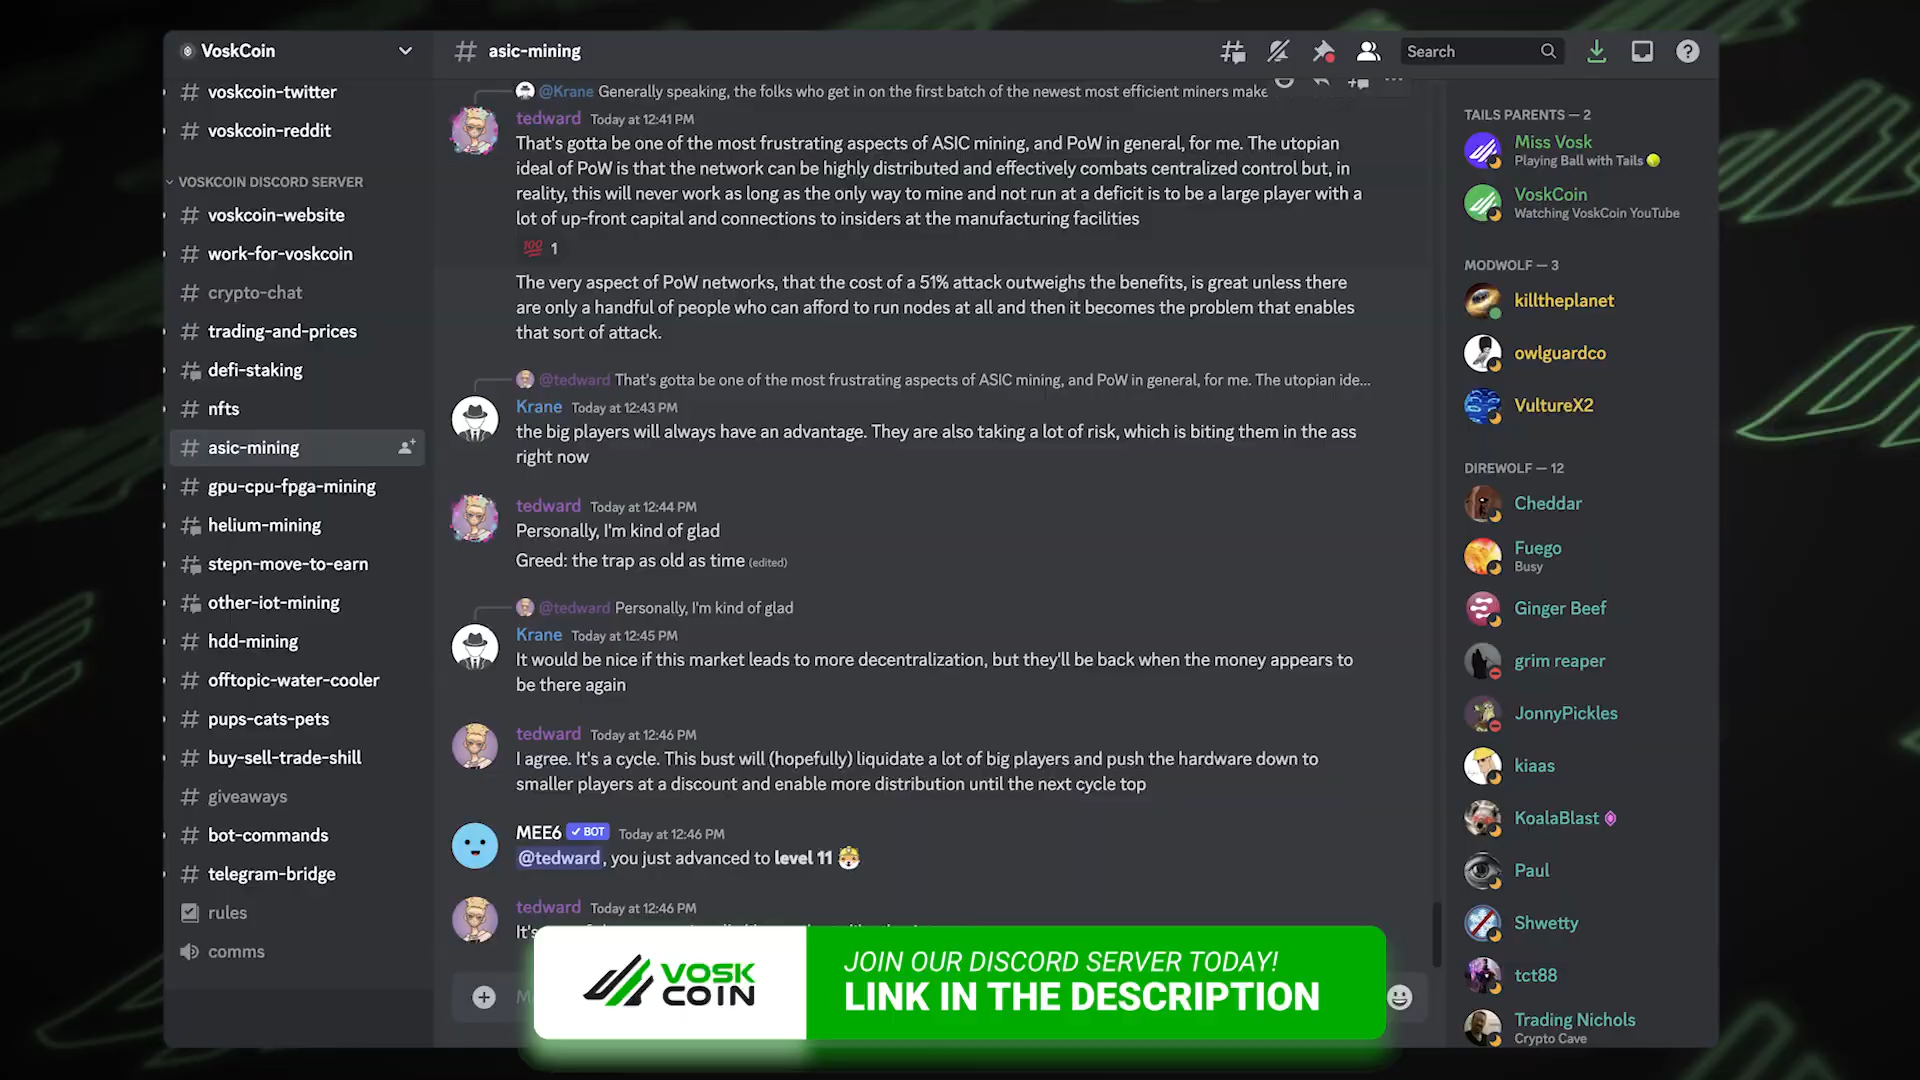 VoskCoin
voskcoin-twitter
voskcoin-reddit
VOSKCOIN DISCORD SERVER
voskcoin-website
work-for-voskcoin
crypto-chat
trading-and-prices
defi-staking
nfts
asic-mining
gpu-cpu-fpga-mining
helium-mining
stepn-move-to-earn
other-iot-mining
hdd-mining
offtopic-water-cooler
pups-cats-pets
buy-sell-trade-shill
giveaways
bot-commands
telegram-bridge
rules
comms
# asic-mining
Search
@Krane Generally speaking, the folks who get in on the first batch of the newest most efficient miners make
tedward Today at 12:41 PM
That's gotta be one of the most frustrating aspects of ASIC mining, and PoW in general, for me. The utopian
ideal of PoW is that the network can be highly distributed and effectively combats centralized control but, in
reality, this will never work as long as the only way to mine and not run at a deficit is to be a large player with a
lot of up-front capital and connections to insiders at the manufacturing facilities
100 1
The very aspect of PoW networks, that the cost of a 51% attack outweighs the benefits, is great unless there
are only a handful of people who can afford to run nodes at all and then it becomes the problem that enables
that sort of attack.
@tedward That's gotta be one of the most frustrating aspects of ASIC mining, and PoW in general, for me. The utopian ide...
Krane Today at 12:43 PM
the big players will always have an advantage. They are also taking a lot of risk, which is biting them in the ass
right now
tedward Today at 12:44 PM
Personally, I'm kind of glad
Greed: the trap as old as time (edited)
@tedward Personally, I'm kind of glad
Krane Today at 12:45 PM
It would be nice if this market leads to more decentralization, but they'll be back when the money appears to
be there again
tedward Today at 12:46 PM
I agree. It's a cycle. This bust will (hopefully) liquidate a lot of big players and push the hardware down to
smaller players at a discount and enable more distribution until the next cycle top
MEE6 ✓ BOT Today at 12:46 PM
@tedward, you just advanced to level 11
tedward Today at 12:46 PM
It's
VOSK
COIN
JOIN OUR DISCORD SERVER TODAY!
LINK IN THE DESCRIPTION
TAILS PARENTS — 2
Miss Vosk
Playing Ball with Tails
VoskCoin
Watching VoskCoin YouTube
MODWOLF — 3
killtheplanet
owlguardco
VultureX2
DIREWOLF — 12
Cheddar
Fuego
Busy
Ginger Beef
grim reaper
JonnyPickles
kiaas
KoalaBlast
Paul
Shwetty
tct88
Trading Nichols
Crypto Cave